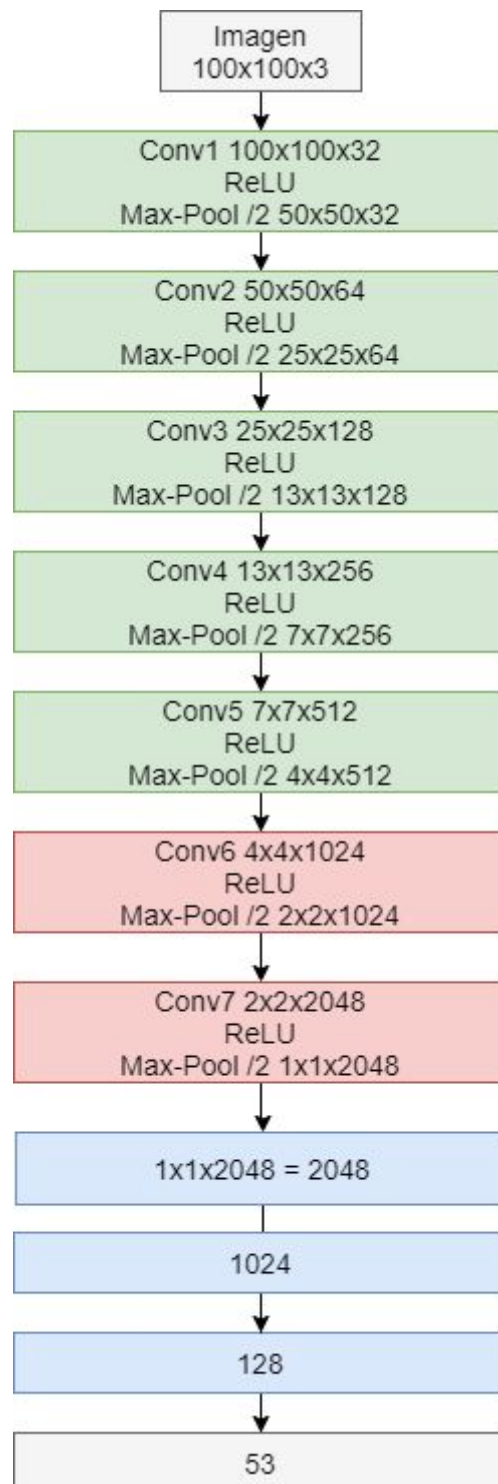 Imagen
100x100x3
Conv1 100x100x32
ReLU
Max-Pool /2 50x50x32
Conv2 50x50x64
ReLU
Max-Pool /2 25x25x64
Conv3 25x25x128
ReLU
Max-Pool /2 13x13x128
Conv4 13x13x256
ReLU
Max-Pool /2 7x7x256
Conv5 7x7x512
ReLU
Max-Pool /2 4x4x512
Conv6 4x4x1024
ReLU
Max-Pool /2 2x2x1024
Conv7 2x2x2048
ReLU
Max-Pool /2 1x1x2048
1x1x2048 = 2048
1024
128
53